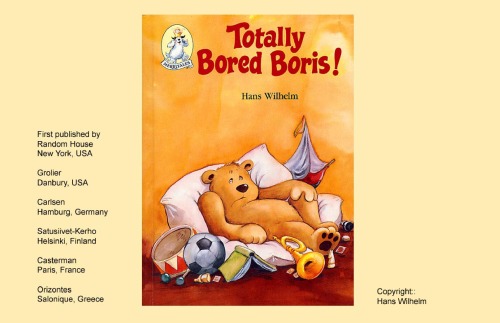 Totally
Bored Boris!
Hans Wilhelm
First published by
Random House
New York, USA
Grolier
Danbury, USA
Carlsen
Hamburg, Germany
Satusiivet-Kerho
Helsinki, Finland
Casterman
Paris, France
Orizontes
Salonique, Greece
Copyright::
Hans Wilhelm